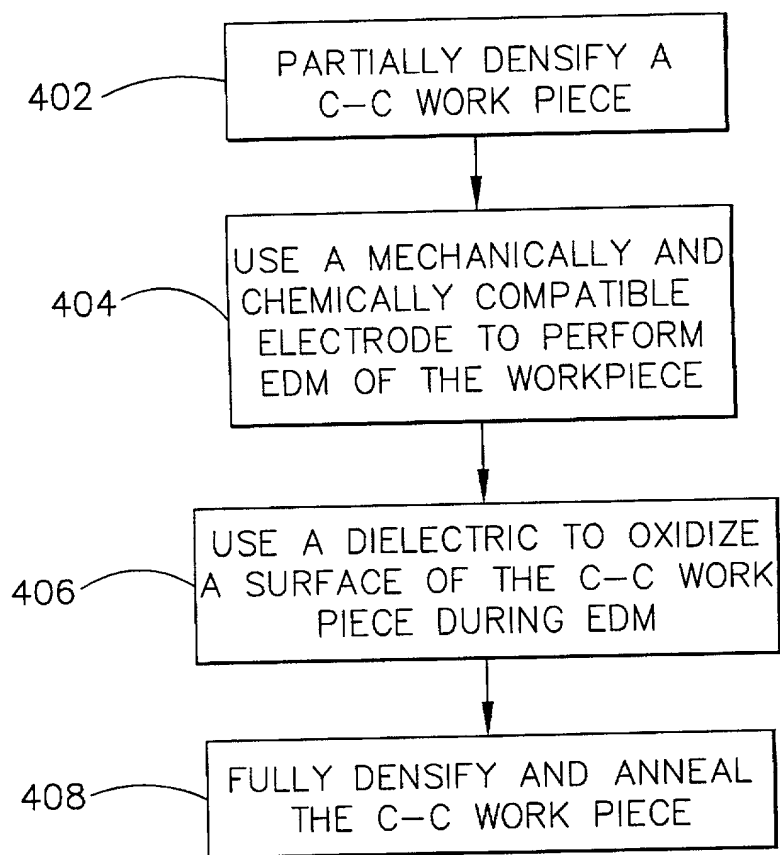 402
PARTIALLY DENSIFY A
C-C WORK PIECE
404
USE A MECHANICALLY AND
CHEMICALLY COMPATIBLE
ELECTRODE TO PERFORM
EDM OF THE WORKPIECE
406
USE A DIELECTRIC TO OXIDIZE
A SURFACE OF THE C-C WORK
PIECE DURING EDM
408
FULLY DENSIFY AND ANNEAL
THE C-C WORK PIECE